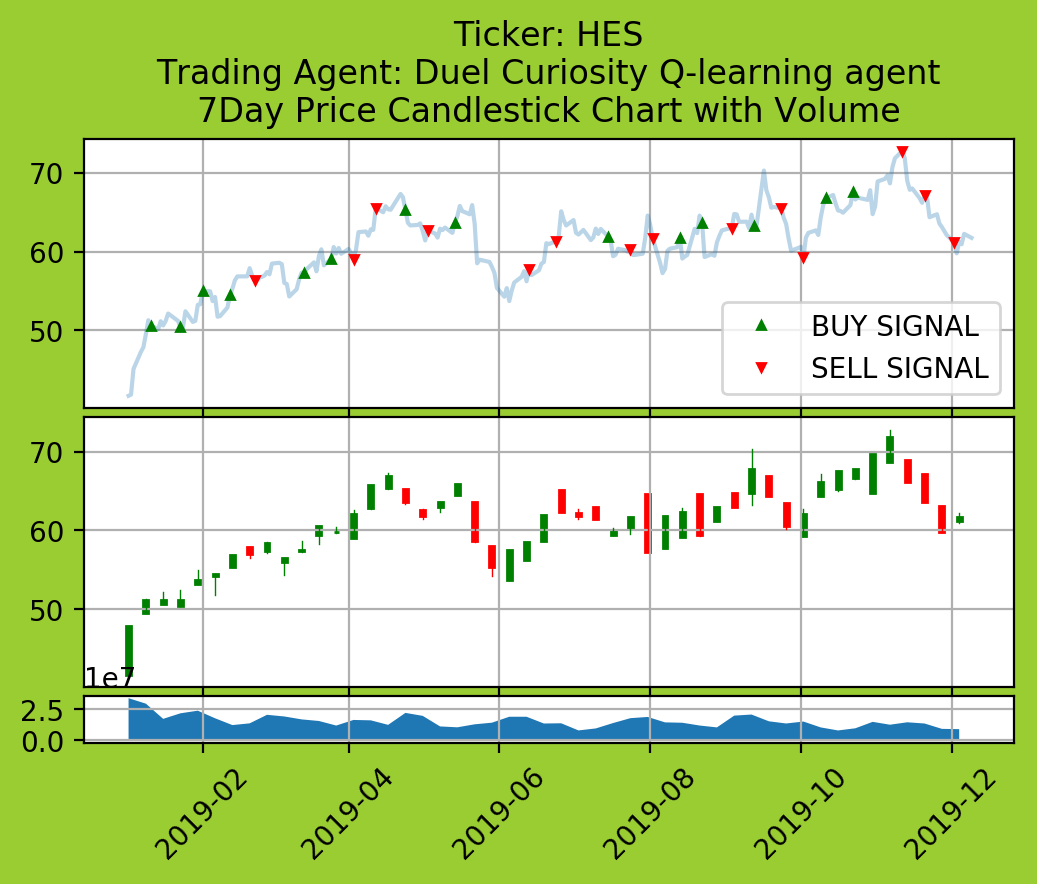 Ticker: HES
Trading Agent: Duel Curiosity Q-learning agent
7Day Price Candlestick Chart with Volume
70
60
50
BUY SIGNAL
SELL SIGNAL
70
60
50
1e7
2.5
0.0
2019-02
2019-04
2019-06
2019-08
2019-10
2019-12